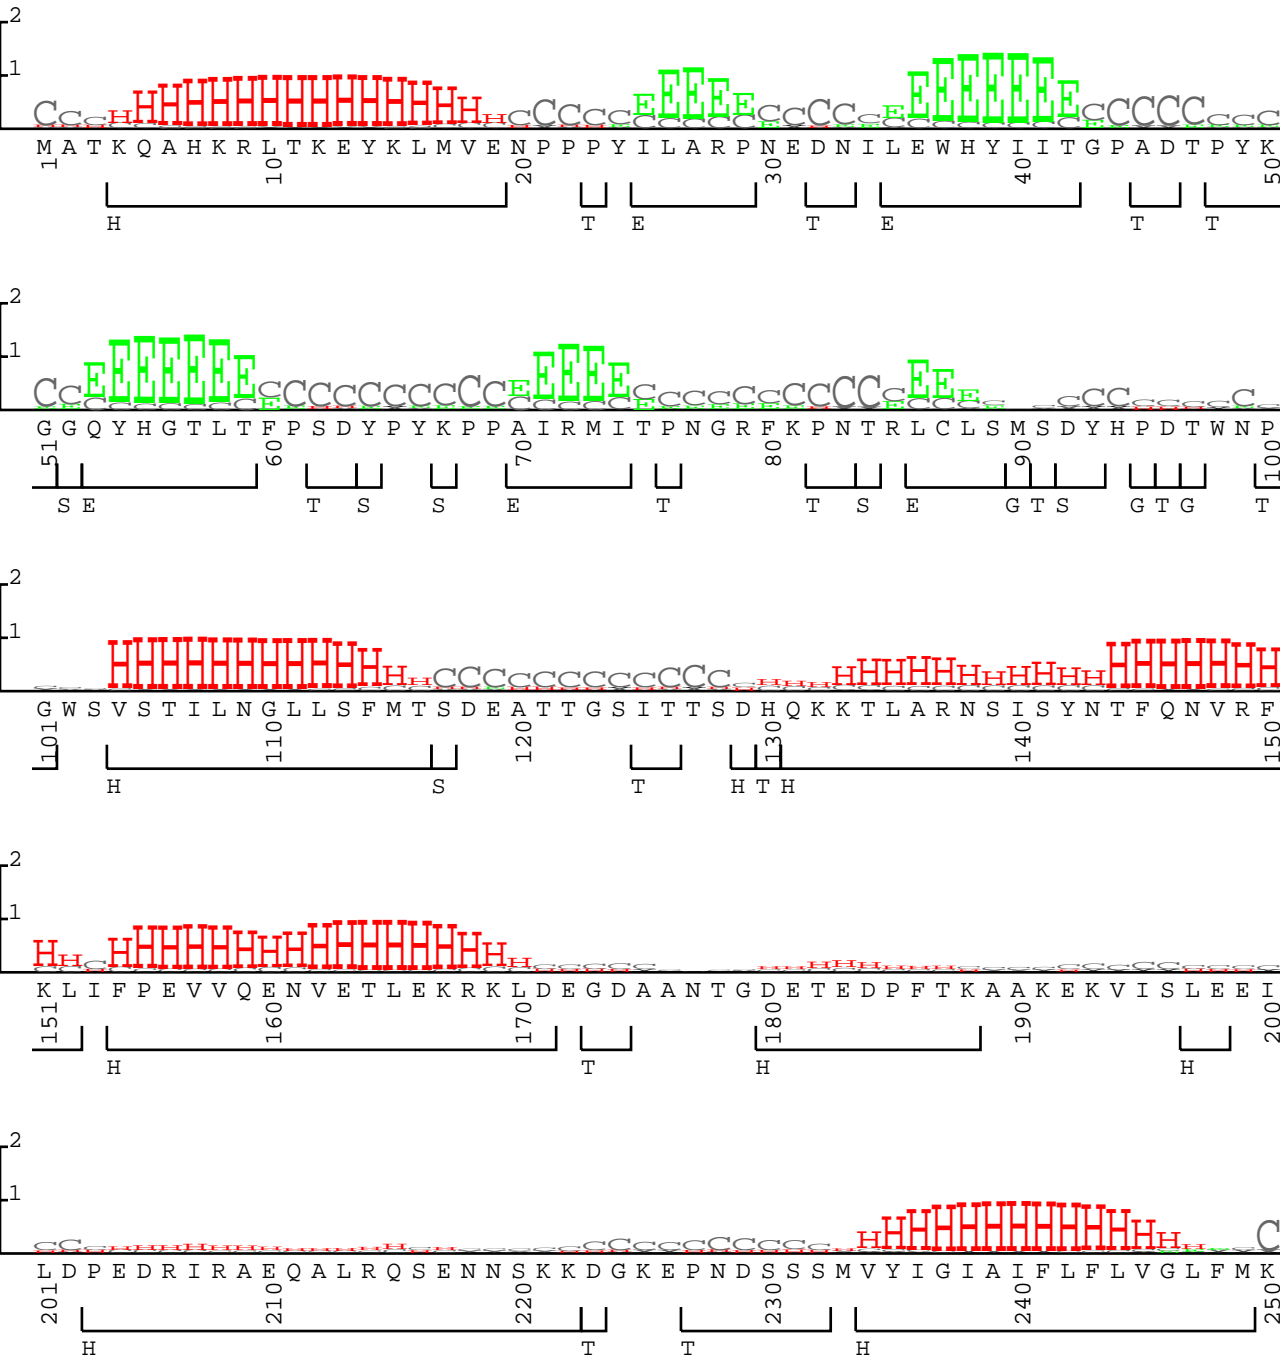 2
1
M A T K Q A H K R L T K E Y K L M V E N P P P Y I L A R P N E D N I L E W H Y I I T G P A D T P Y K
1 10 20 30 40 50
H T E T E T T
2
1
G G Q Y H G T L T F P S D Y P Y K P P A I R M I T P N G R F K P N T R L C L S M S D Y H P D T W N P
51 60 70 80 90 100
S E T S S E T T S E G T S G T G T
2
1
G W S V S T I L N G L L S F M T S D E A T T G S I T T S D H Q K K T L A R N S I S Y N T F Q N V R F
101 110 120 130 140 150
H S T H T H
2
1
K L I F P E V V Q E N V E T L E K R K L D E G D A A N T G D E T E D P F T K A A K E K V I S L E E I
151 160 170 180 190 200
H T H H
2
1
L D P E D R I R A E Q A L R Q S E N N S K K D G K E P N D S S S M V Y I G I A I F L F L V G L F M K
201 210 220 230 240 250
H T T H